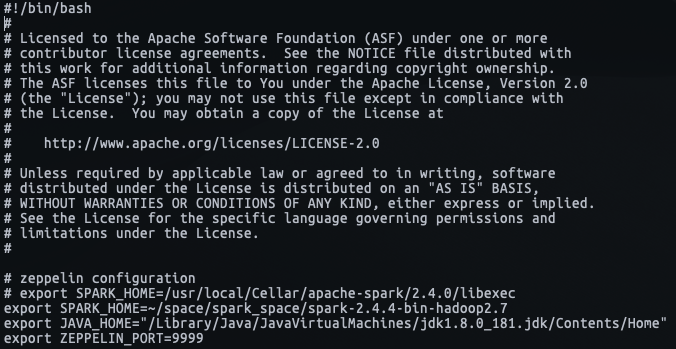 #!/bin/bash
#
# Licensed to the Apache Software Foundation (ASF) under one or more
# contributor license agreements.  See the NOTICE file distributed with
# this work for additional information regarding copyright ownership.
# The ASF licenses this file to You under the Apache License, Version 2.0
# (the "License"); you may not use this file except in compliance with
# the License.  You may obtain a copy of the License at
#
#    http://www.apache.org/licenses/LICENSE-2.0
#
# Unless required by applicable law or agreed to in writing, software
# distributed under the License is distributed on an "AS IS" BASIS,
# WITHOUT WARRANTIES OR CONDITIONS OF ANY KIND, either express or implied.
# See the License for the specific language governing permissions and
# limitations under the License.
#

# zeppelin configuration
# export SPARK_HOME=/usr/local/Cellar/apache-spark/2.4.0/libexec
export SPARK_HOME=~/space/spark_space/spark-2.4.4-bin-hadoop2.7
export JAVA_HOME="/Library/Java/JavaVirtualMachines/jdk1.8.0_181.jdk/Contents/Home"
export ZEPPELIN_PORT=9999